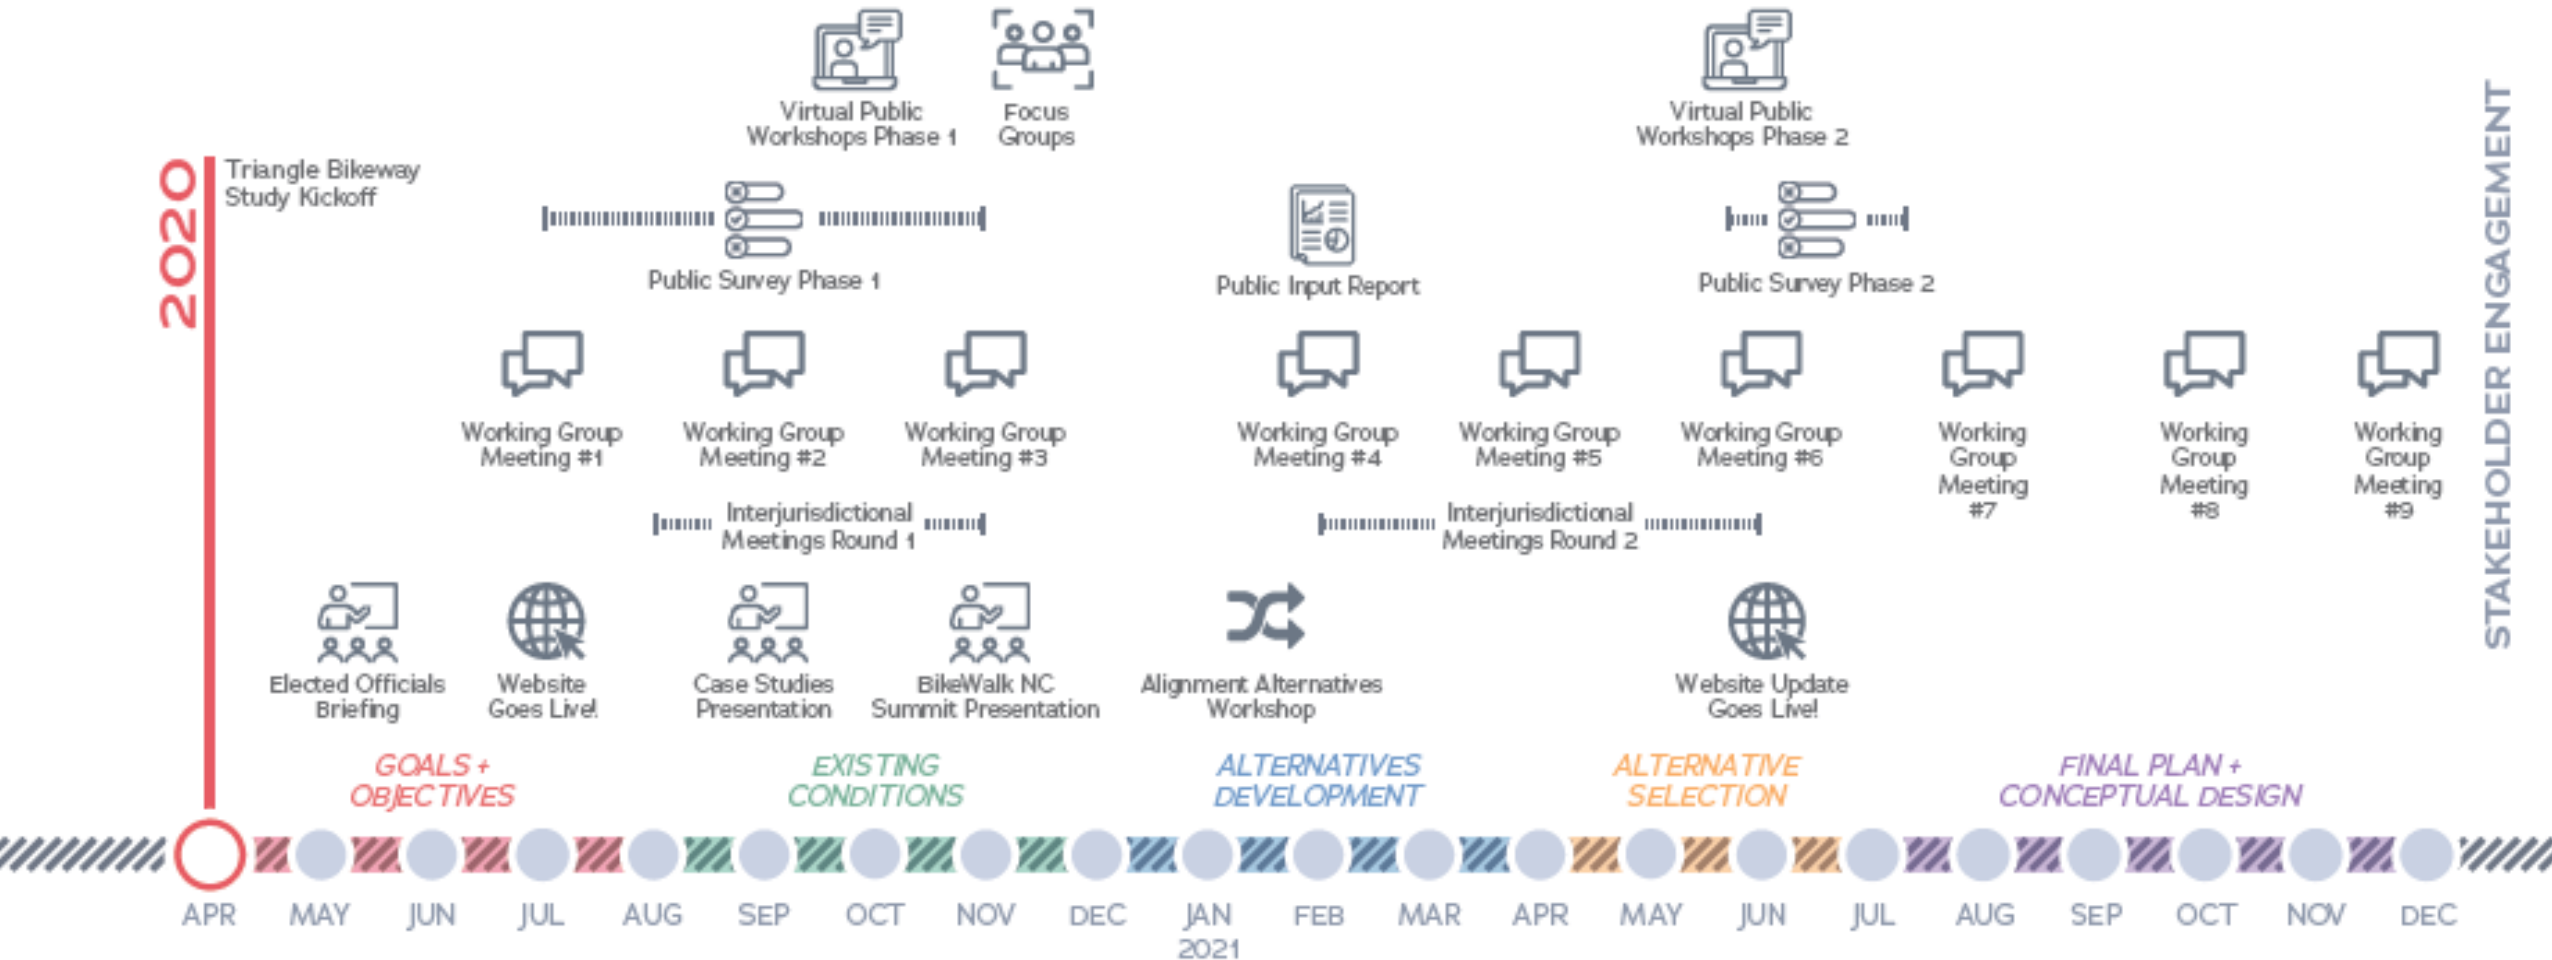 Virtual Public
Workshops Phase 1
Focus
Groups
Virtual Public
Workshops Phase 2
2020
Triangle Bikeway
Study Kickoff
Public Survey Phase 1
Public Input Report
Public Survey Phase 2
STAKEHOLDER ENGAGEMENT
Working Group
Meeting #1
Working Group
Meeting #2
Working Group
Meeting #3
Working Group
Meeting #4
Working Group
Meeting #5
Working Group
Meeting #6
Working
Group
Meeting
#7
Working
Group
Meeting
#8
Working
Group
Meeting
#9
Interjurisdictional
Meetings Round 1
Interjurisdictional
Meetings Round 2
Elected Officials
Briefing
Website
Goes Live!
Case Studies
Presentation
BikeWalk NC
Summit Presentation
Alignment Alternatives
Workshop
Website Update
Goes Live!
GOALS +
OBJECTIVES
EXISTING
CONDITIONS
ALTERNATIVES
DEVELOPMENT
ALTERNATIVE
SELECTION
FINAL PLAN +
CONCEPTUAL DESIGN
APR MAY JUN JUL AUG SEP OCT NOV DEC JAN FEB MAR APR MAY JUN JUL AUG SEP OCT NOV DEC
2021